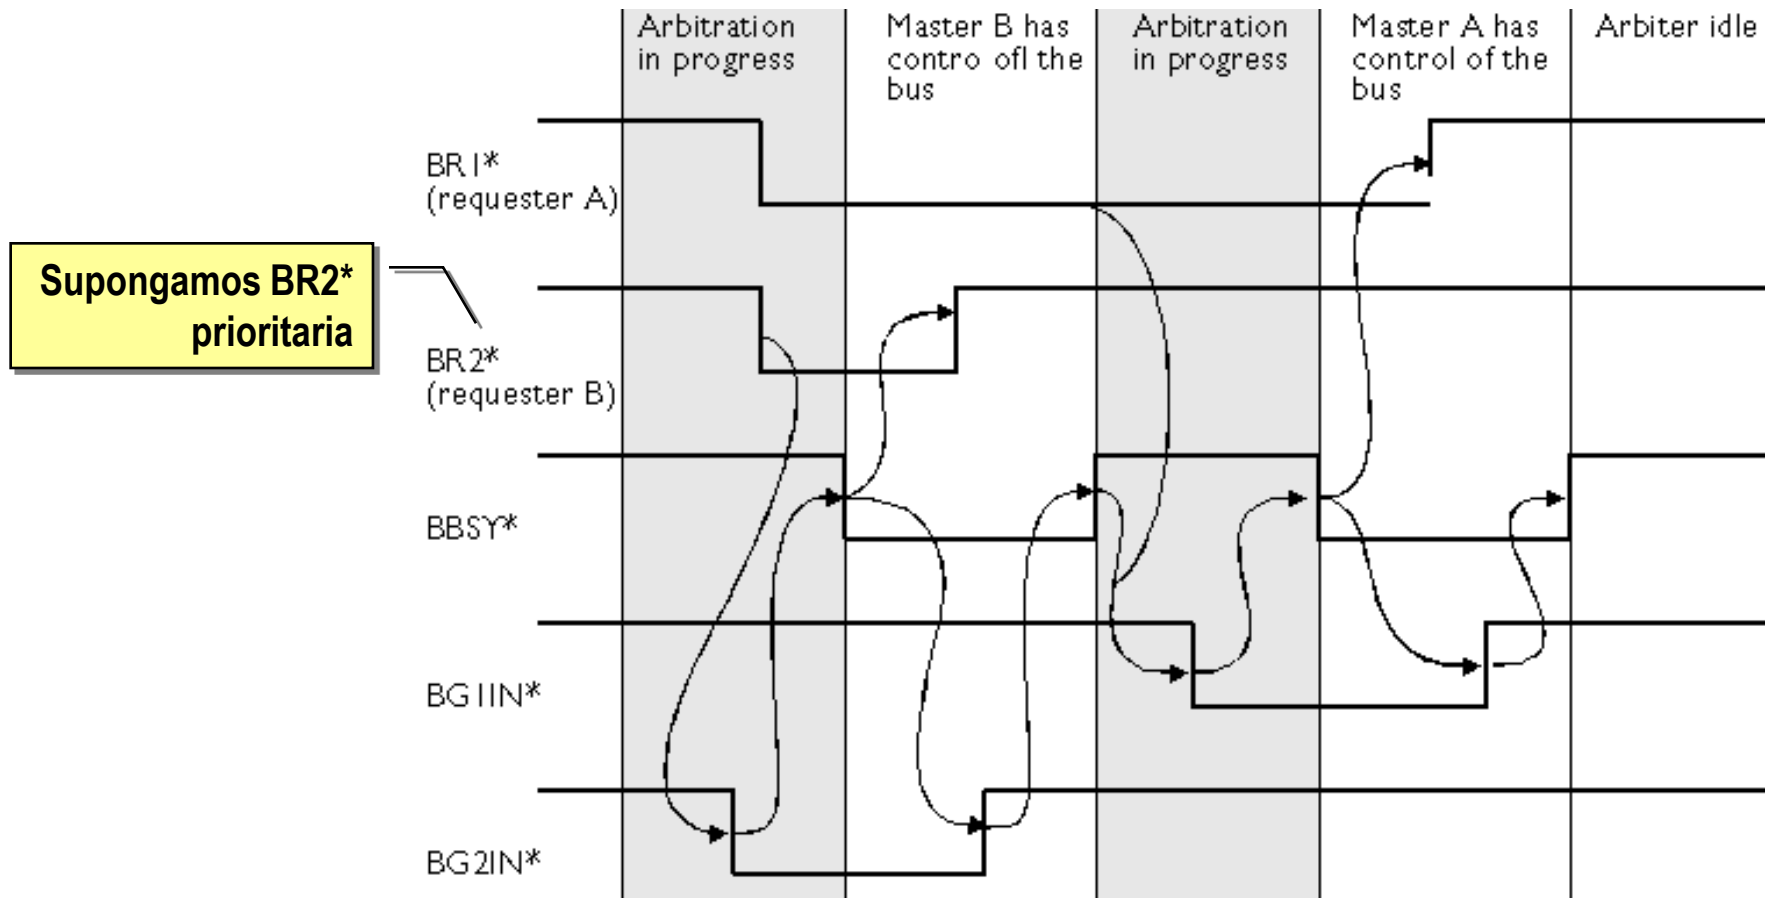 Arbitration
in progress
Master B has
contro ofl the
bus
Arbitration
in progress
Master A has
control of the
bus
Arbiter idle
BR1*
(requester A)
Supongamos BR2*
prioritaria
BR2*
(requester B)
BBSY*
BG1IN*
BG2IN*